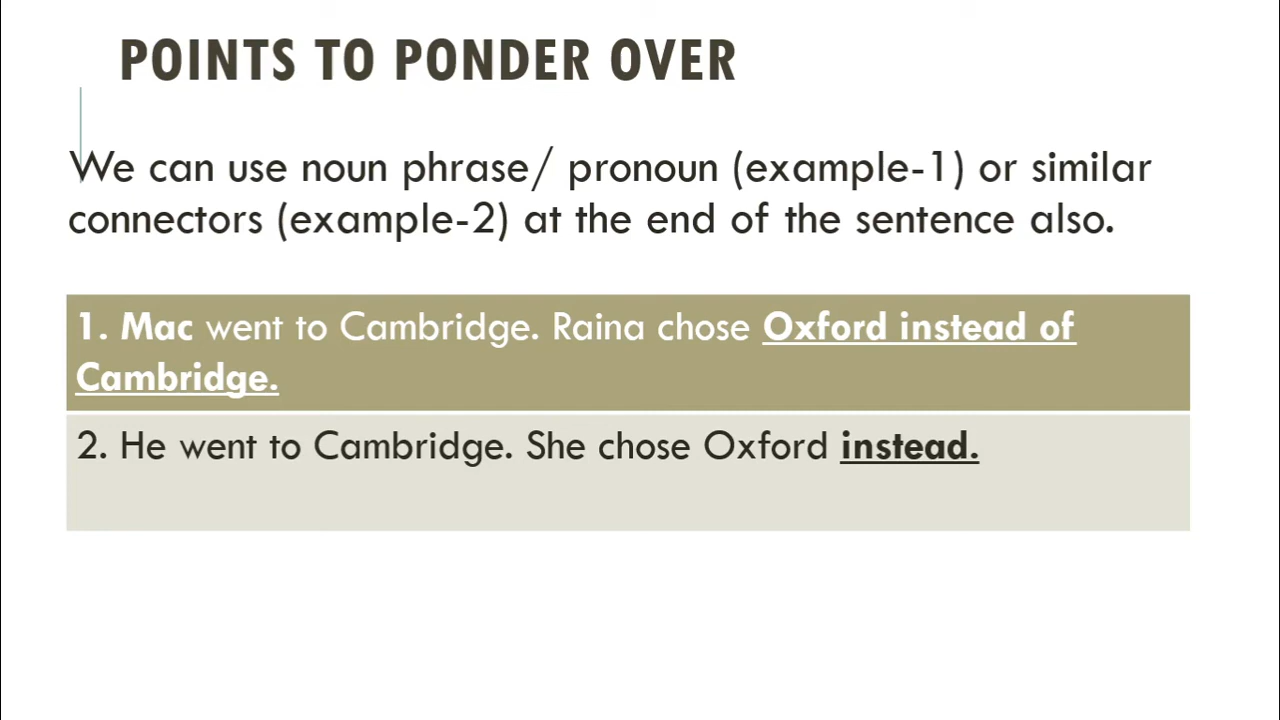 POINTS TO PONDER OVER
We can use noun phrase/ pronoun (example-1) or similar
connectors (example-2) at the end of the sentence also.
1. Mac went to Cambridge. Raina chose Oxford instead of
Cambridge.
2. He went to Cambridge. She chose Oxford instead.